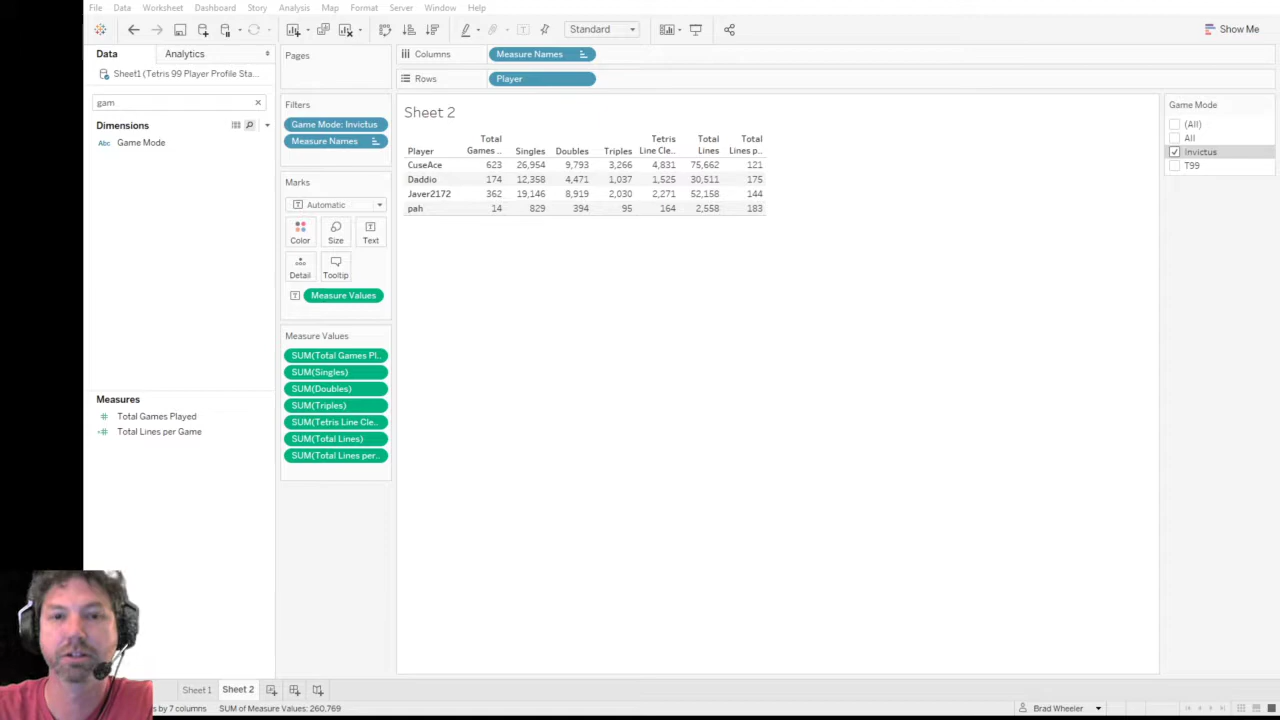 File Data Worksheet Dashboard Story Analysis Map Format Server Window Help
Standard
Show Me
Data Analytics
Sheet1 (Tetris 99 Player Profile Sta...
gam
Dimensions
Abc Game Mode
Measures
Total Games Played
Total Lines per Game
Pages
Filters
Game Mode: Invictus
Measure Names
Marks
Automatic
Color Size Text
Detail Tooltip
Measure Values
Measure Values
SUM(Total Games Pl..
SUM(Singles)
SUM(Doubles)
SUM(Triples)
SUM(Tetris Line Cle..
SUM(Total Lines)
SUM(Total Lines per..
Columns Measure Names
Rows Player
Sheet 2
Total Tetris Total Total
Player Games .. Singles Doubles Triples Line Cle.. Lines Lines p..
CuseAce 623 26,954 9,793 3,266 4,831 75,662 121
Daddio 174 12,358 4,471 1,037 1,525 30,511 175
Javer2172 362 19,146 8,919 2,030 2,271 52,158 144
pah 14 829 394 95 164 2,558 183
Game Mode
(All)
All
Invictus
T99
Sheet 1 Sheet 2
s by 7 columns SUM of Measure Values: 260,769
Brad Wheeler